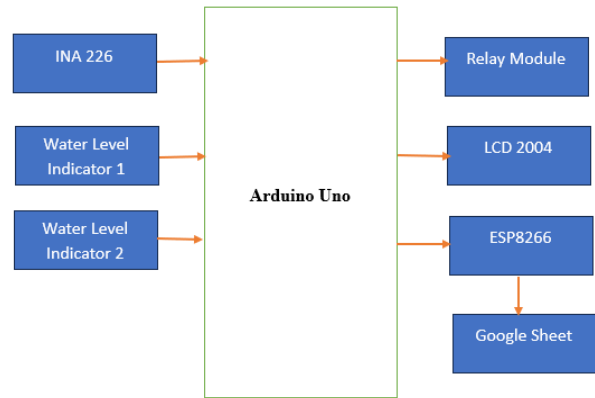 INA 226
Water Level
Indicator 1
Water Level
Indicator 2
Arduino Uno
Relay Module
LCD 2004
ESP8266
Google Sheet